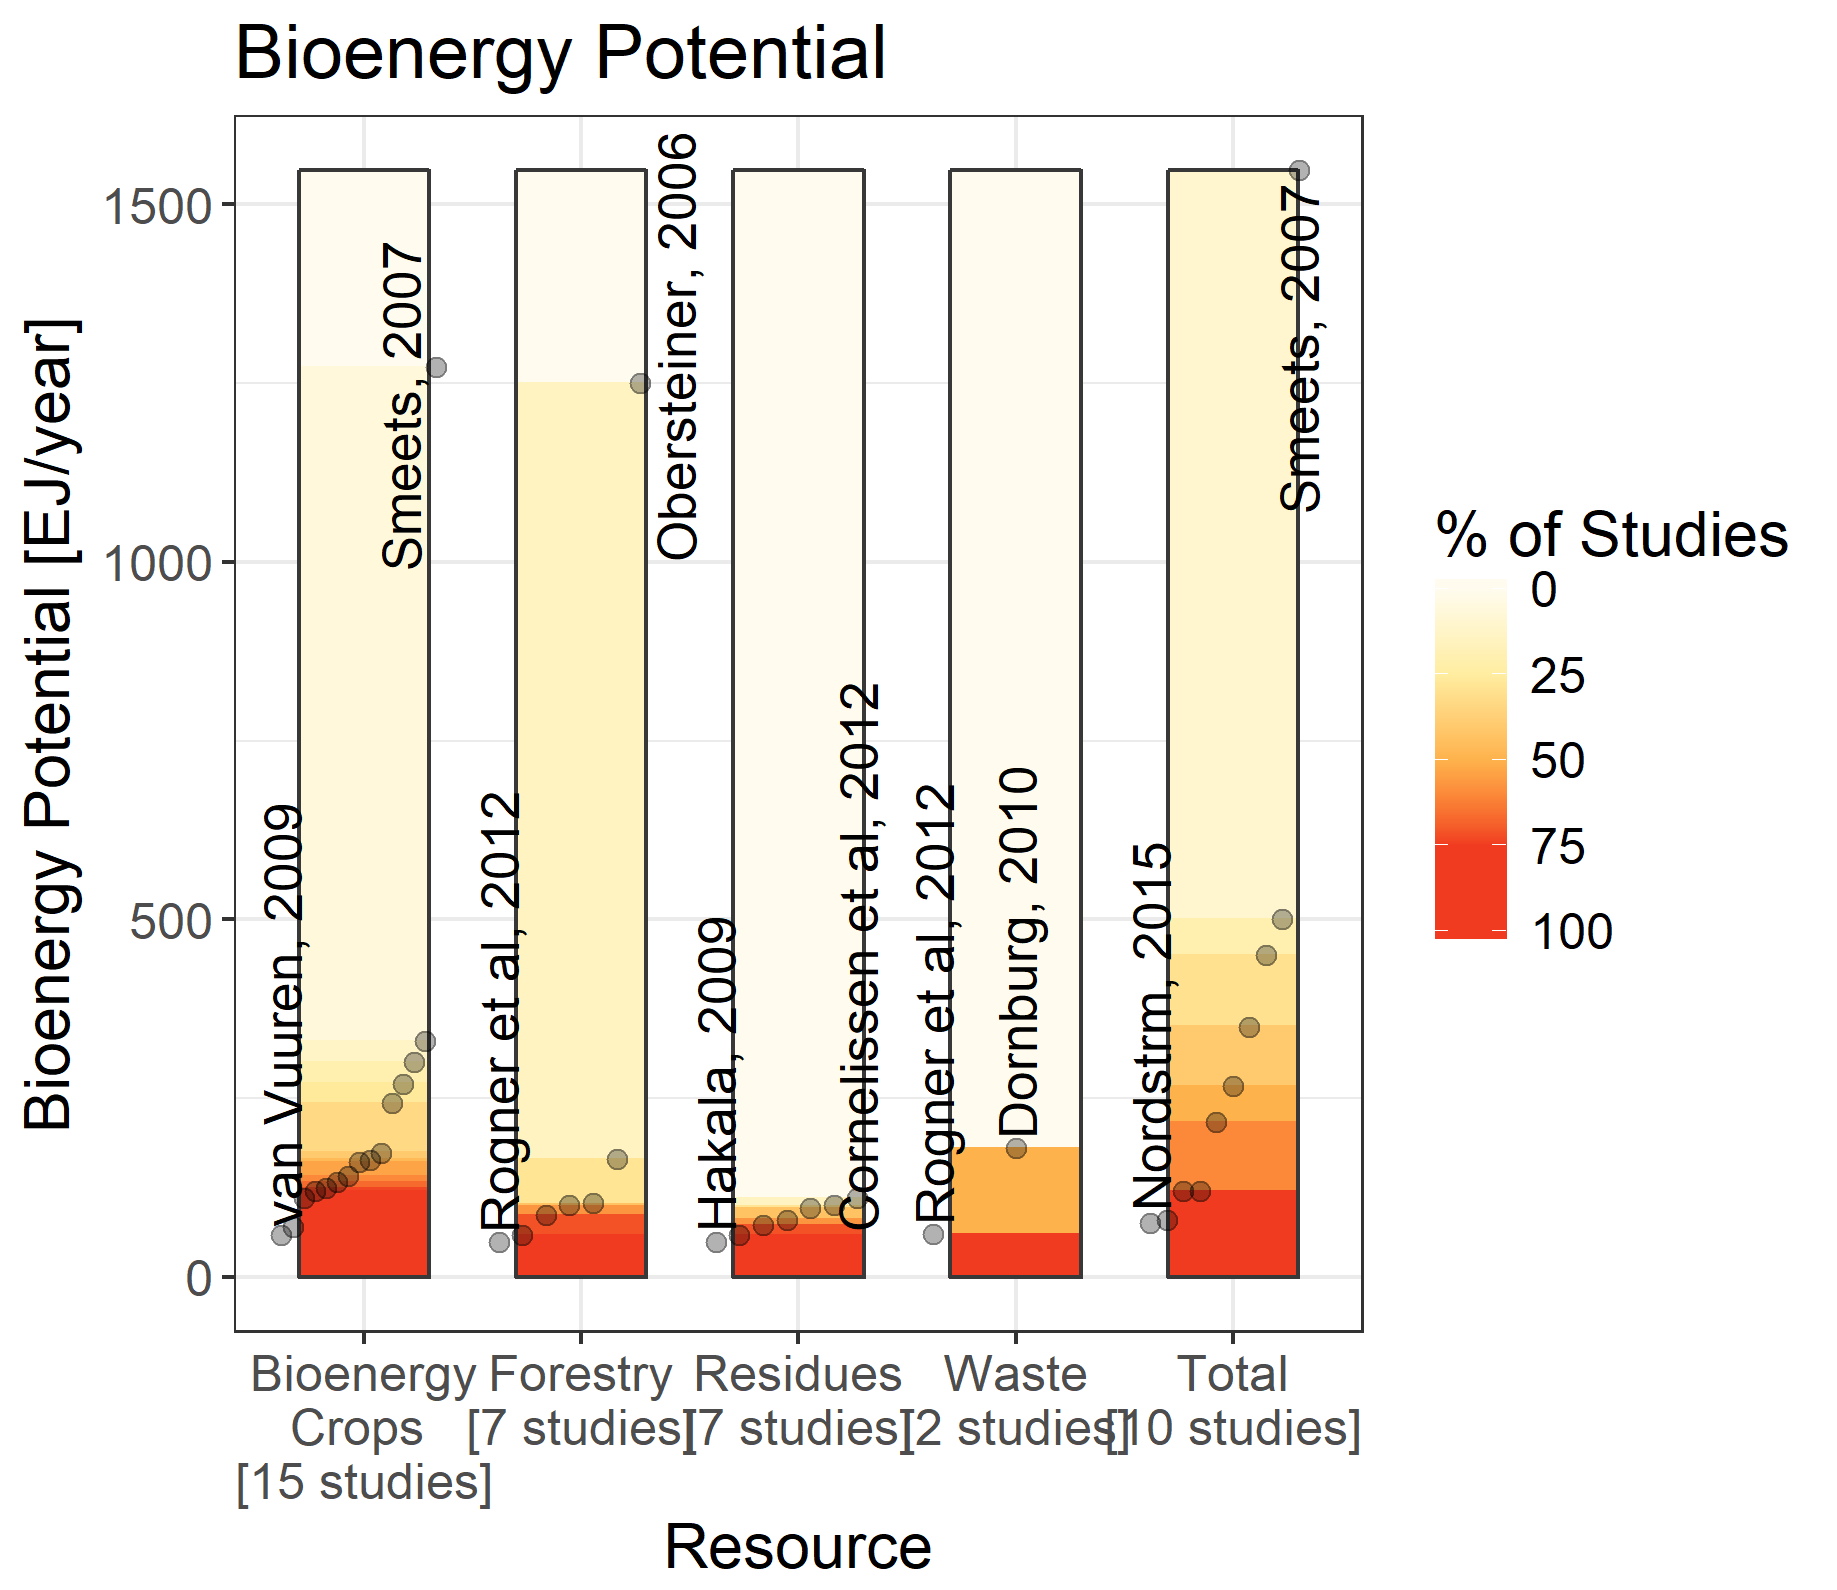 Bioenergy Potential
Bioenergy Potential [EJ/year]
1500
1000
500
0
van Vuuren, 2009
Smeets, 2007
Rogner et al, 2012
Obersteiner, 2006
Hakala, 2009
Cornelissen et al, 2012
Rogner et al, 2012
Dornburg, 2010
Nordstrm, 2015
Smeets, 2007
Bioenergy
Crops
[15 studies]
Forestry
[7 studies]
Residues
[7 studies]
Waste
[2 studies]
Total
[10 studies]
Resource
% of Studies
0
25
50
75
100